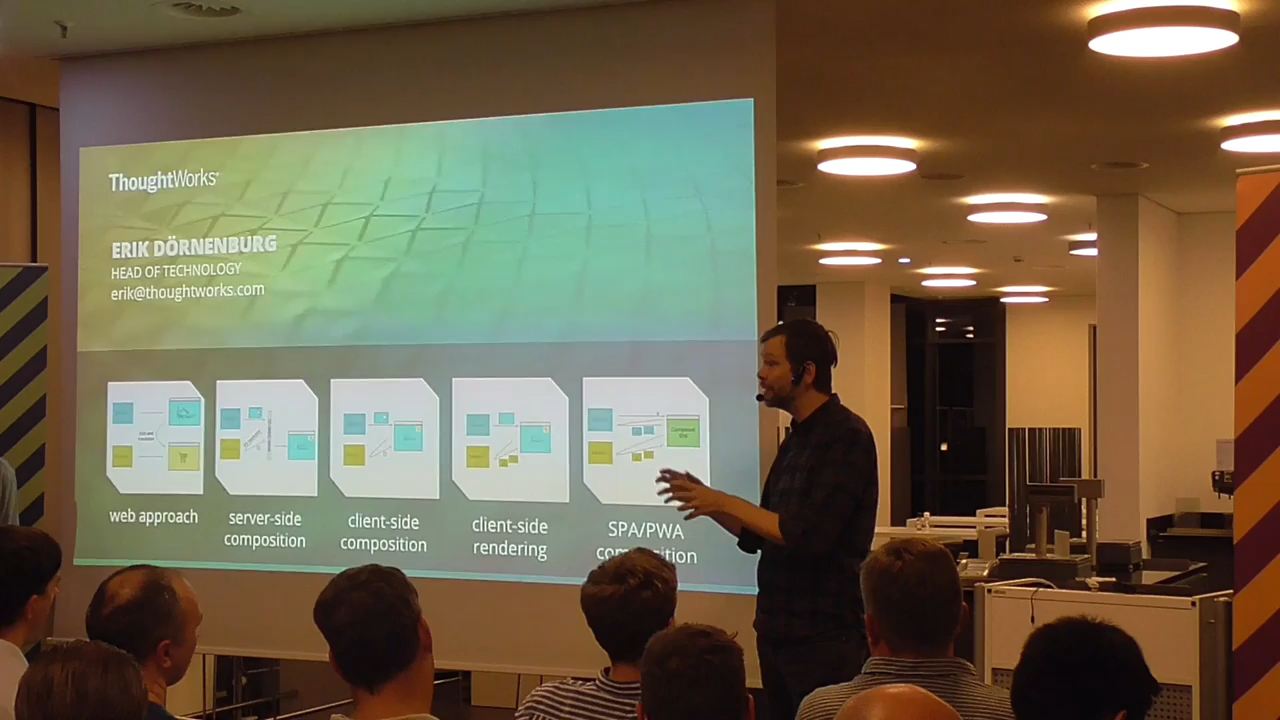 ThoughtWorks®
ERIK DÖRNENBURG
HEAD OF TECHNOLOGY
erik@thoughtworks.com
web approach
server-side
composition
client-side
composition
client-side
rendering
SPA/PWA